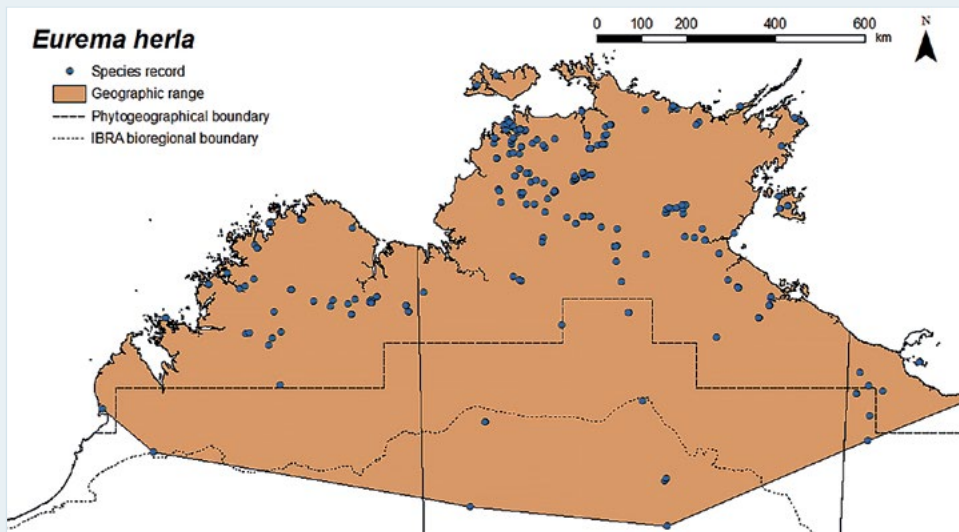 Eurema herla
Species record
Geographic range
Phytogeographical boundary
IBRA bioregional boundary
0 100 200 400 600
km
N